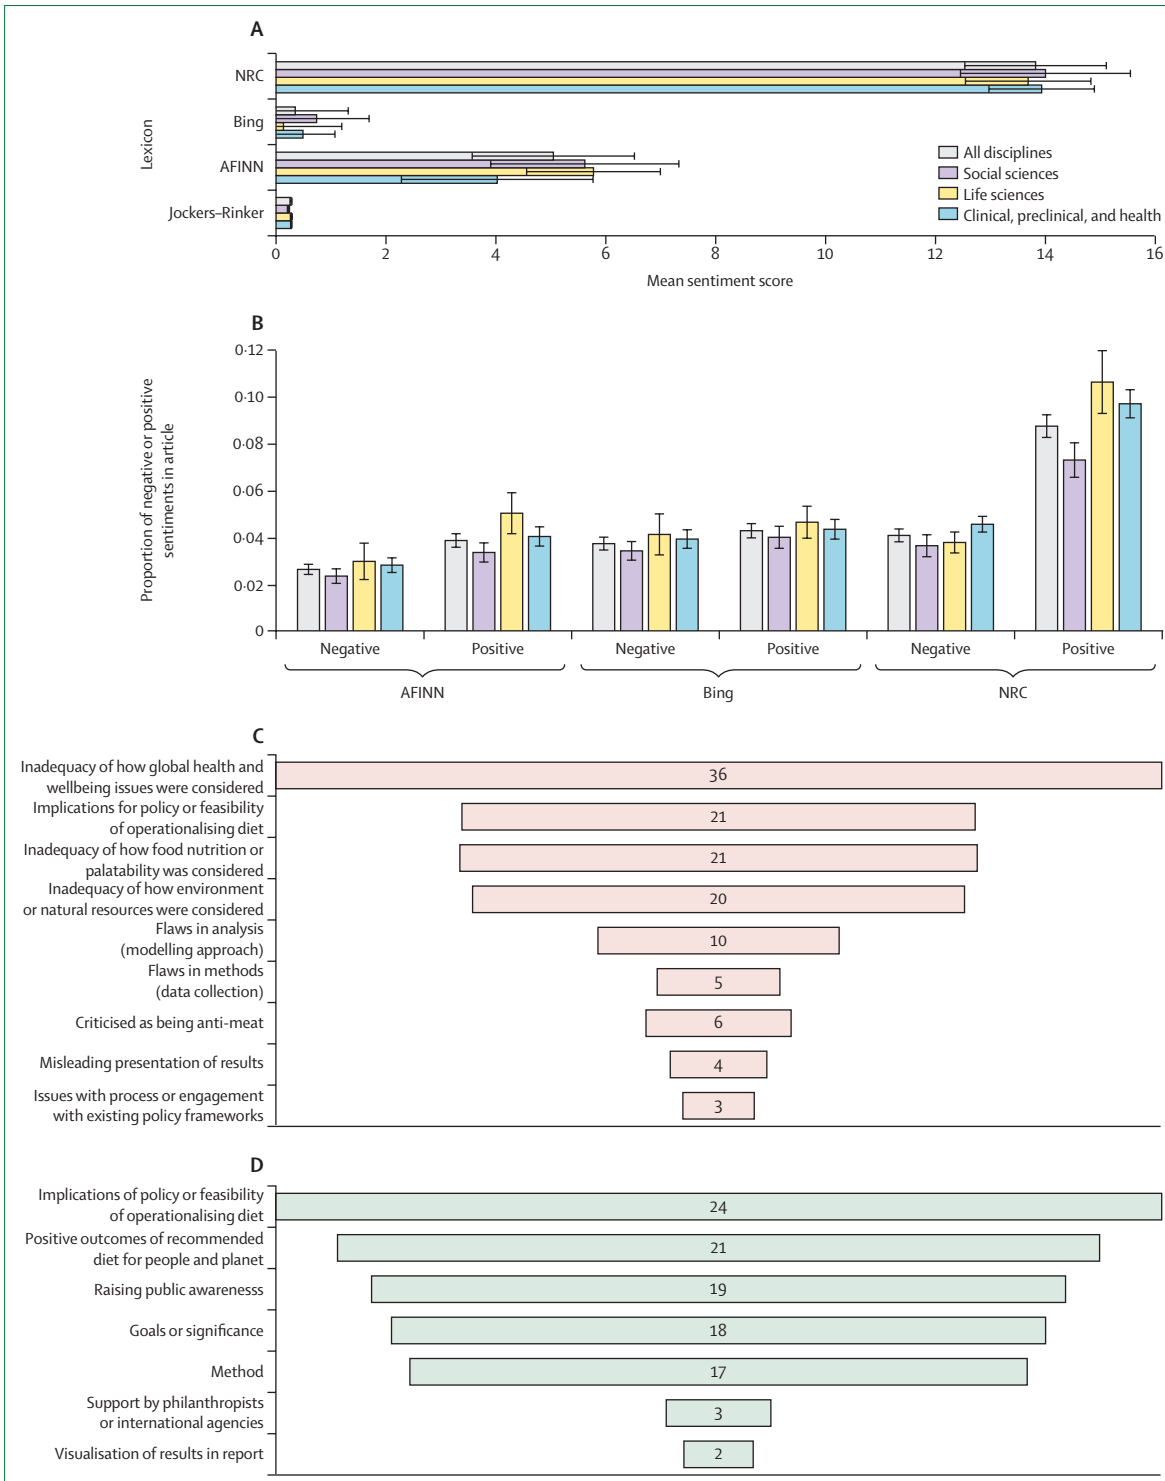 A
NRC
Bing
AFINN
Jockers–Rinker
Lexicon
All disciplines
Social sciences
Life sciences
Clinical, preclinical, and health
0 2 4 6 8 10 12 14 16
Mean sentiment score
B
Proportion of negative or positive
sentiments in article
0·12
0·10
0·08
0·06
0·04
0·02
0
Negative Positive Negative Positive Negative Positive
AFINN Bing NRC
C
Inadequacy of how global health and
wellbeing issues were considered
36
Implications for policy or feasibility
of operationalising diet
21
Inadequacy of how food nutrition or
palatability was considered
21
Inadequacy of how environment
or natural resources were considered
20
Flaws in analysis
(modelling approach)
10
Flaws in methods
(data collection)
5
Criticised as being anti-meat
6
Misleading presentation of results
4
Issues with process or engagement
with existing policy frameworks
3
D
Implications of policy or feasibility
of operationalising diet
24
Positive outcomes of recommended
diet for people and planet
21
Raising public awarenesss
19
Goals or significance
18
Method
17
Support by philanthropists
or international agencies
3
Visualisation of results in report
2